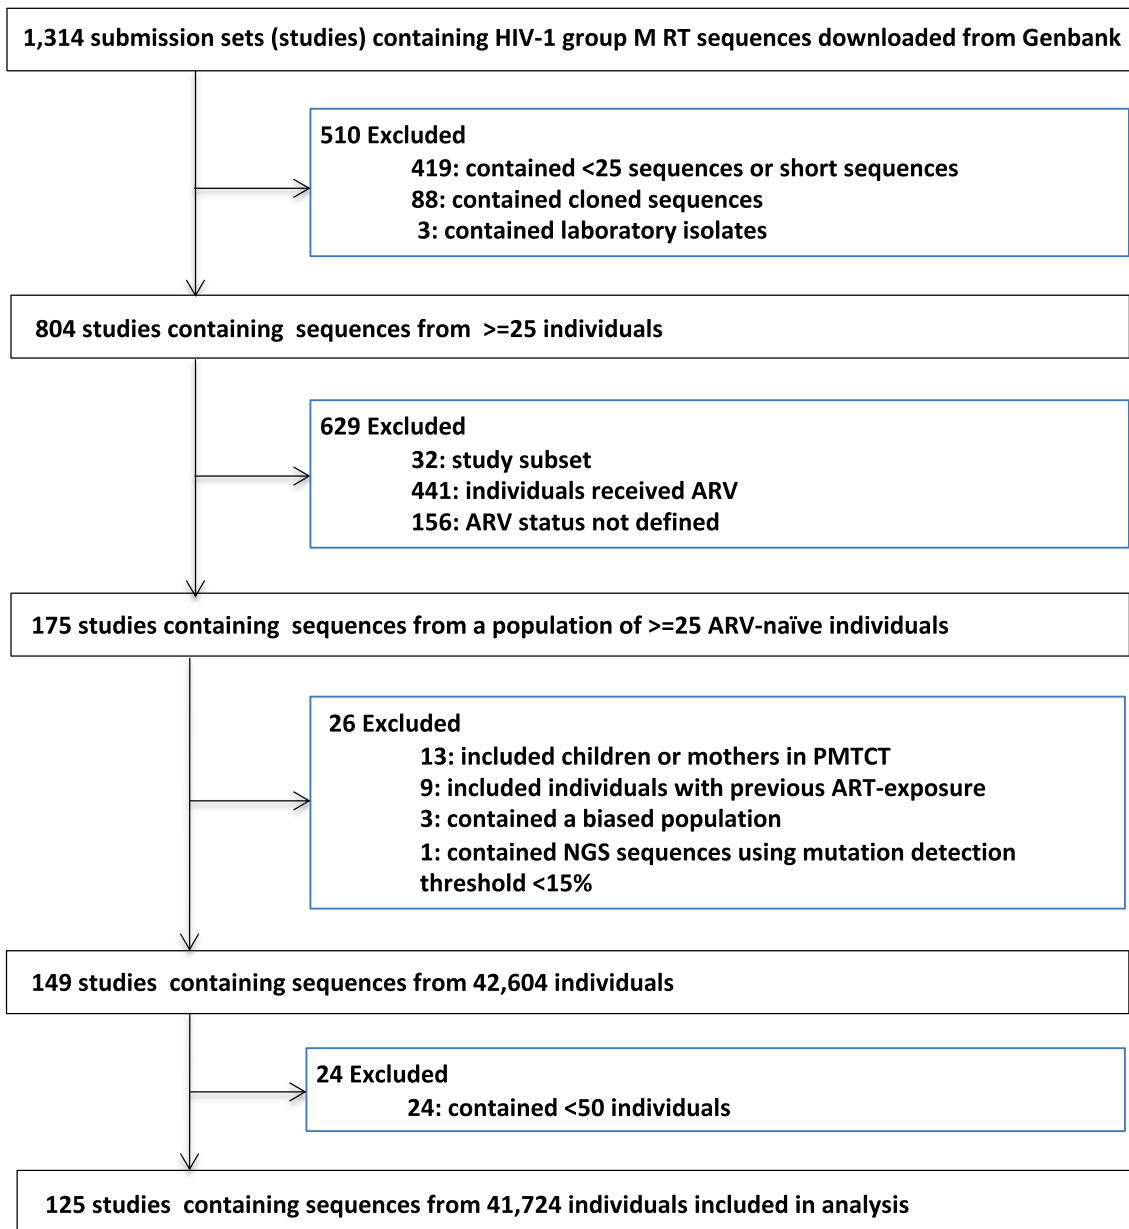 1,314 submission sets (studies) containing HIV-1 group M RT sequences downloaded from Genbank
510 Excluded
419: contained <25 sequences or short sequences
88: contained cloned sequences
3: contained laboratory isolates
804 studies containing sequences from >=25 individuals
629 Excluded
32: study subset
441: individuals received ARV
156: ARV status not defined
175 studies containing sequences from a population of >=25 ARV-naïve individuals
26 Excluded
13: included children or mothers in PMTCT
9: included individuals with previous ART-exposure
3: contained a biased population
1: contained NGS sequences using mutation detection
threshold <15%
149 studies containing sequences from 42,604 individuals
24 Excluded
24: contained <50 individuals
125 studies containing sequences from 41,724 individuals included in analysis